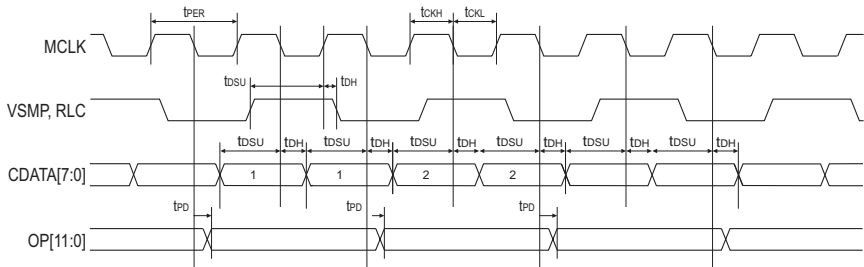 tPER tCKH tCKL
MCLK
tDSU tDH
VSMP, RLC
tDSU tDH tDSU tDH tDSU tDH tDSU tDH tDSU tDH tDSU tDH
CDATA[7:0] 1 1 2 2
tPD tPD tPD
OP[11:0]